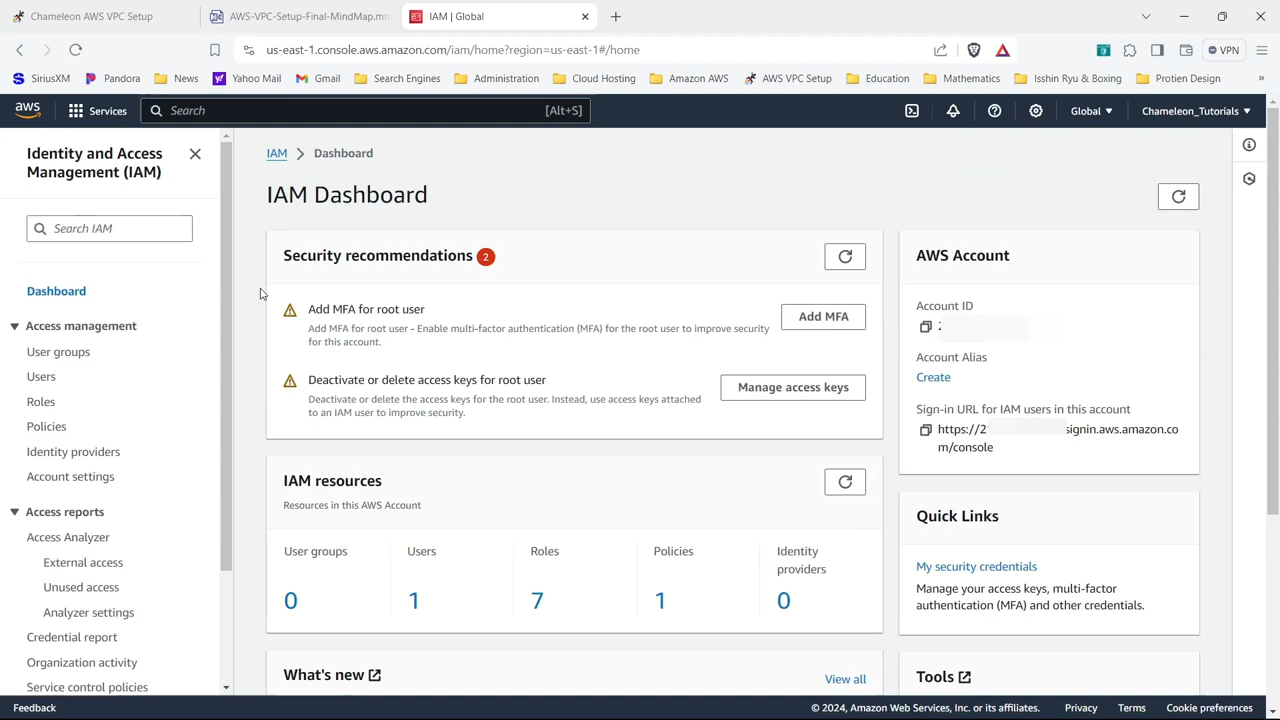 Chameleon AWS VPC Setup
AWS-VPC-Setup-Final-MindMap.mn
IAM | Global
us-east-1.console.aws.amazon.com/iam/home?region=us-east-1#/home
VPN
SiriusXM
Pandora
News
Yahoo Mail
Gmail
Search Engines
Administration
Cloud Hosting
Amazon AWS
AWS VPC Setup
Education
Mathematics
Isshin Ryu & Boxing
Protien Design
»
aws
Services
Search
[Alt+S]
Global
Chameleon_Tutorials
Identity and Access
Management (IAM)
Search IAM
Dashboard
Access management
User groups
Users
Roles
Policies
Identity providers
Account settings
Access reports
Access Analyzer
External access
Unused access
Analyzer settings
Credential report
Organization activity
Service control policies
IAM > Dashboard
IAM Dashboard
Security recommendations 2
Add MFA for root user
Add MFA for root user - Enable multi-factor authentication (MFA) for the root user to improve security
for this account.
Add MFA
Deactivate or delete access keys for root user
Deactivate or delete the access keys for the root user. Instead, use access keys attached
to an IAM user to improve security.
Manage access keys
IAM resources
Resources in this AWS Account
User groups
0
Users
1
Roles
7
Policies
1
Identity
providers
0
What's new
View all
AWS Account
Account ID
2
Account Alias
Create
Sign-in URL for IAM users in this account
https://2 signin.aws.amazon.co
m/console
Quick Links
My security credentials
Manage your access keys, multi-factor
authentication (MFA) and other credentials.
Tools
Feedback
© 2024, Amazon Web Services, Inc. or its affiliates.
Privacy
Terms
Cookie preferences